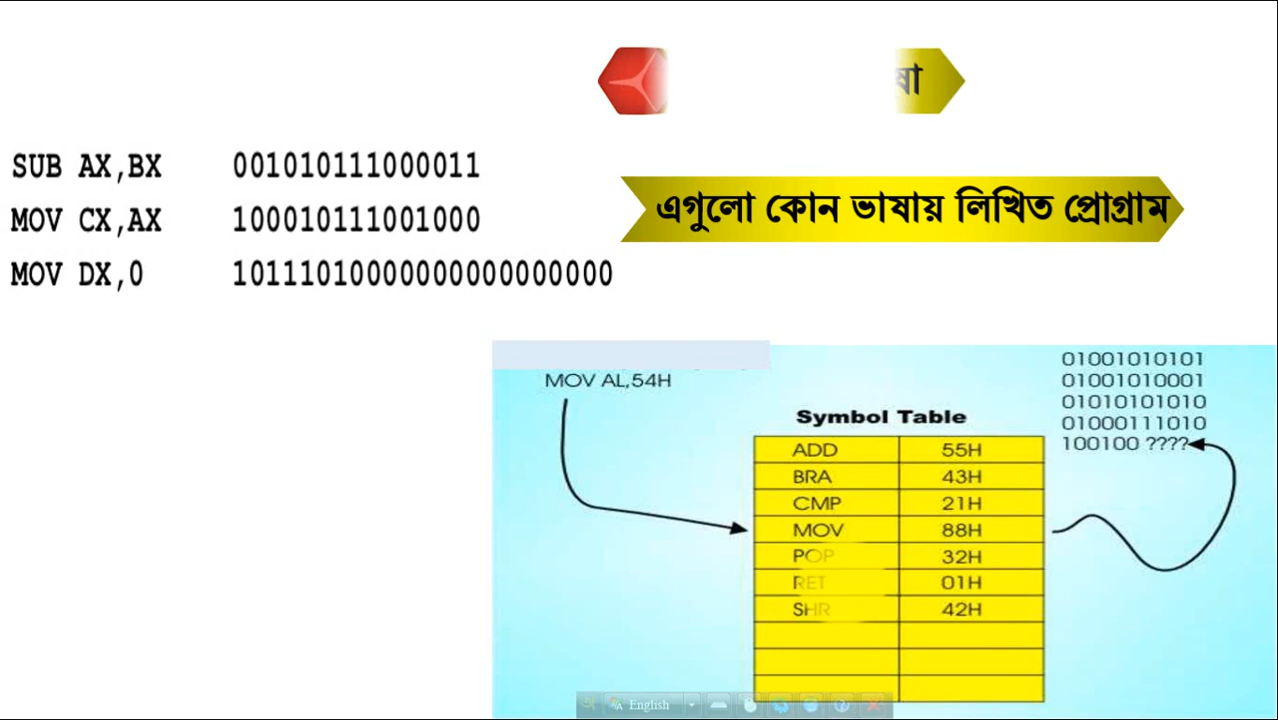 ষা
SUB AX,BX 001010111000011
MOV CX,AX 100010111001000
MOV DX,0 10111010000000000000000
এগুলো কোন ভাষায় লিখিত প্রোগ্রাম
MOV AL,54H
01001010101
01001010001
01010101010
01000111010
100100 ????
Symbol Table
ADD 55H
BRA 43H
CMP 21H
MOV 88H
POP 32H
RET 01H
SHR 42H
English